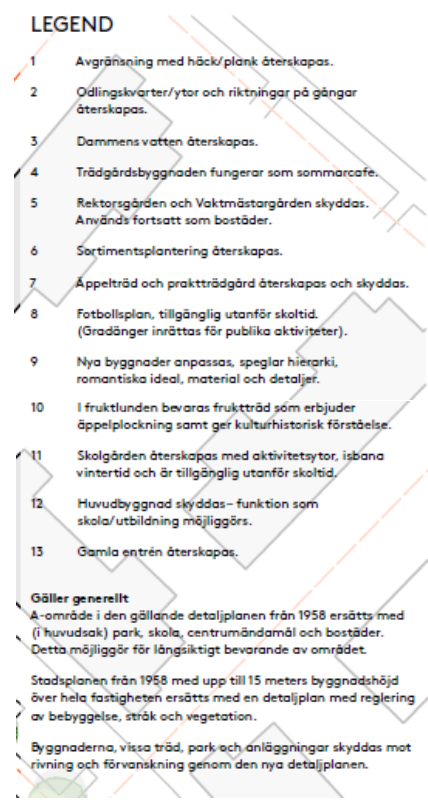 LEGEND
1 Avgränsning med häck/plank återskapas.
2 Odlingskvarter/ytor och riktningar på gångar
återskapas.
3 Dammens vatten återskapas.
4 Trädgårdsbyggnaden fungerar som sommarcafe.
5 Rektorsgården och Vaktmästargården skyddas.
Används fortsatt som bostäder.
6 Sortimentsplantering återskapas.
7 Äppelträd och praktträdgård återskapas och skyddas.
8 Fotbollsplan, tillgänglig utanför skoltid.
(Gradänger inrättas för publika aktiviteter).
9 Nya byggnader anpassas, speglar hierarki,
romantiska ideal, material och detaljer.
10 I fruktlunden bevaras fruktträd som erbjuder
äppelplockning samt ger kulturhistorisk förståelse.
11 Skolgården återskapas med aktivitetsytor, isbana
vintertid och är tillgänglig utanför skoltid.
12 Huvudbyggnad skyddas– funktion som
skola/utbildning möjliggörs.
13 Gamla entrén återskapas.
Gäller generellt
A-område i den gällande detaljplanen från 1958 ersätts med
(i huvudsak) park, skola, centrumändamål och bostäder.
Detta möjliggör för långsiktigt bevarande av området.
Stadsplanen från 1958 med upp till 15 meters byggnadshöjd
över hela fastigheten ersätts med en detaljplan med reglering
av bebyggelse, stråk och vegetation.
Byggnaderna, vissa träd, park och anläggningar skyddas mot
rivning och förvanskning genom den nya detaljplanen.